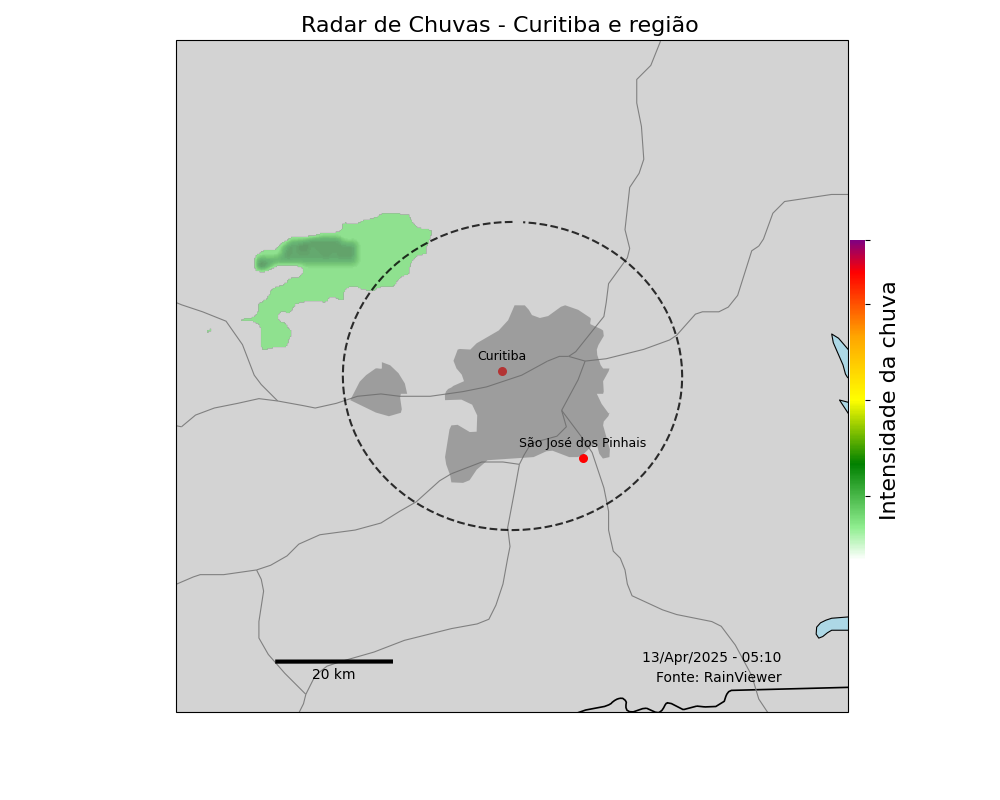 Radar de Chuvas - Curitiba e região
Curitiba
São José dos Pinhais
Intensidade da chuva
13/Apr/2025 - 05:10
20 km
Fonte: RainViewer